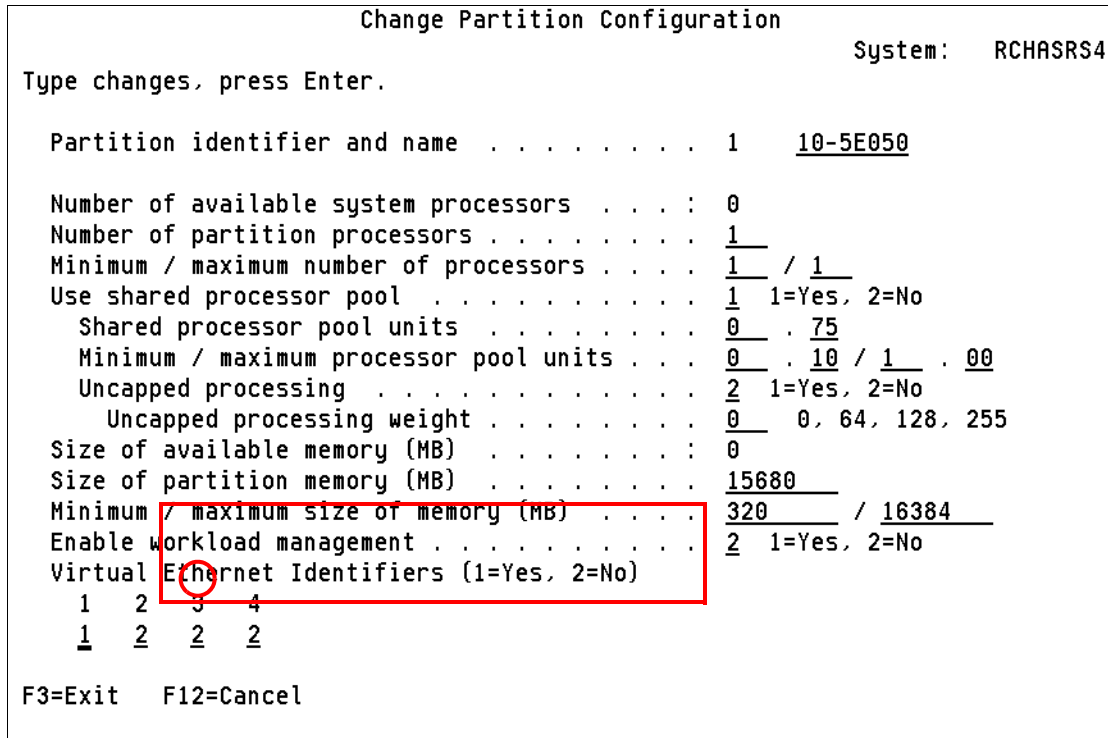 Change Partition Configuration
System: RCHASRS4
Type changes, press Enter.
Partition identifier and name . . . . . . . . 1 10-5E050
Number of available system processors . . . : 0
Number of partition processors . . . . . . . . 1
Minimum / maximum number of processors . . . . 1 / 1
Use shared processor pool . . . . . . . . . . 1 1=Yes, 2=No
Shared processor pool units . . . . . . . . 0 . 75
Minimum / maximum processor pool units . . . 0 . 10 / 1 . 00
Uncapped processing . . . . . . . . . . . . 2 1=Yes, 2=No
Uncapped processing weight . . . . . . . . 0 0, 64, 128, 255
Size of available memory (MB) . . . . . . . : 0
Size of partition memory (MB) . . . . . . . . 15680
Minimum / maximum size of memory (MB) . . . . 320 / 16384
Enable workload management . . . . . . . . . . 2 1=Yes, 2=No
Virtual Ethernet Identifiers (1=Yes, 2=No)
1 2 3 4
1 2 2 2
F3=Exit F12=Cancel